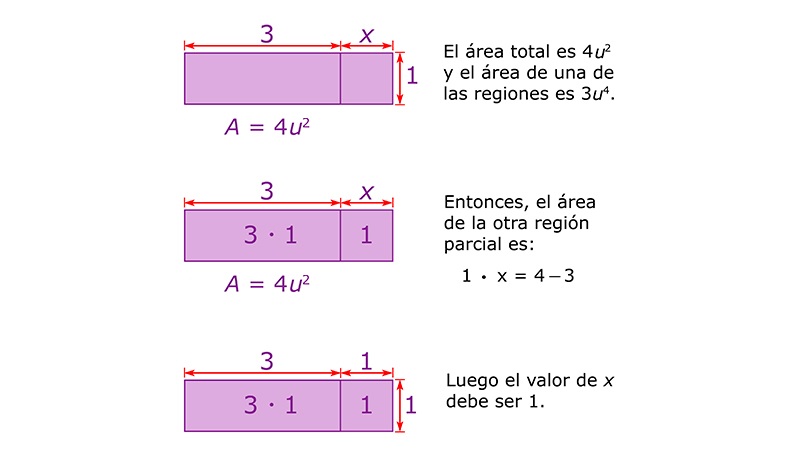 3 x
1
A = 4u²
El área total es 4u²
y el área de una de
las regiones es 3u⁴.
3 x
3 · 1 1
A = 4u²
Entonces, el área
de la otra región
parcial es:
1 · x = 4 − 3
3 1
3 · 1 1 1
Luego el valor de x
debe ser 1.